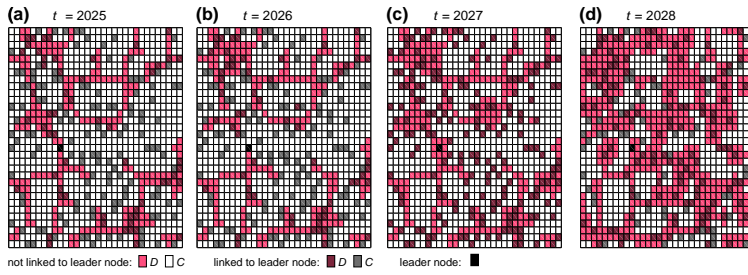 (a) t = 2025 (b) t = 2026 (c) t = 2027 (d) t = 2028
not linked to leader node: D C linked to leader node: D C leader node: